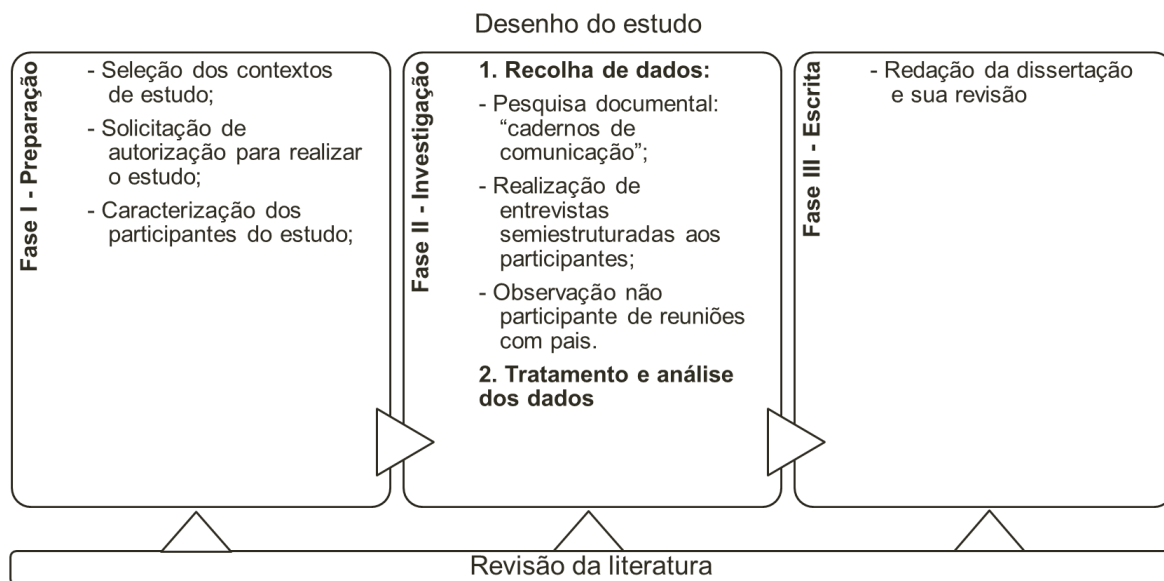 Desenho do estudo
Fase I - Preparação
- Seleção dos contextos
de estudo;
- Solicitação de
autorização para realizar
o estudo;
- Caracterização dos
participantes do estudo;
Fase II - Investigação
1. Recolha de dados:
- Pesquisa documental:
“cadernos de
comunicação”;
- Realização de
entrevistas
semiestruturadas aos
participantes;
- Observação não
participante de reuniões
com pais.
2. Tratamento e análise
dos dados
Fase III - Escrita
- Redação da dissertação
e sua revisão
Revisão da literatura